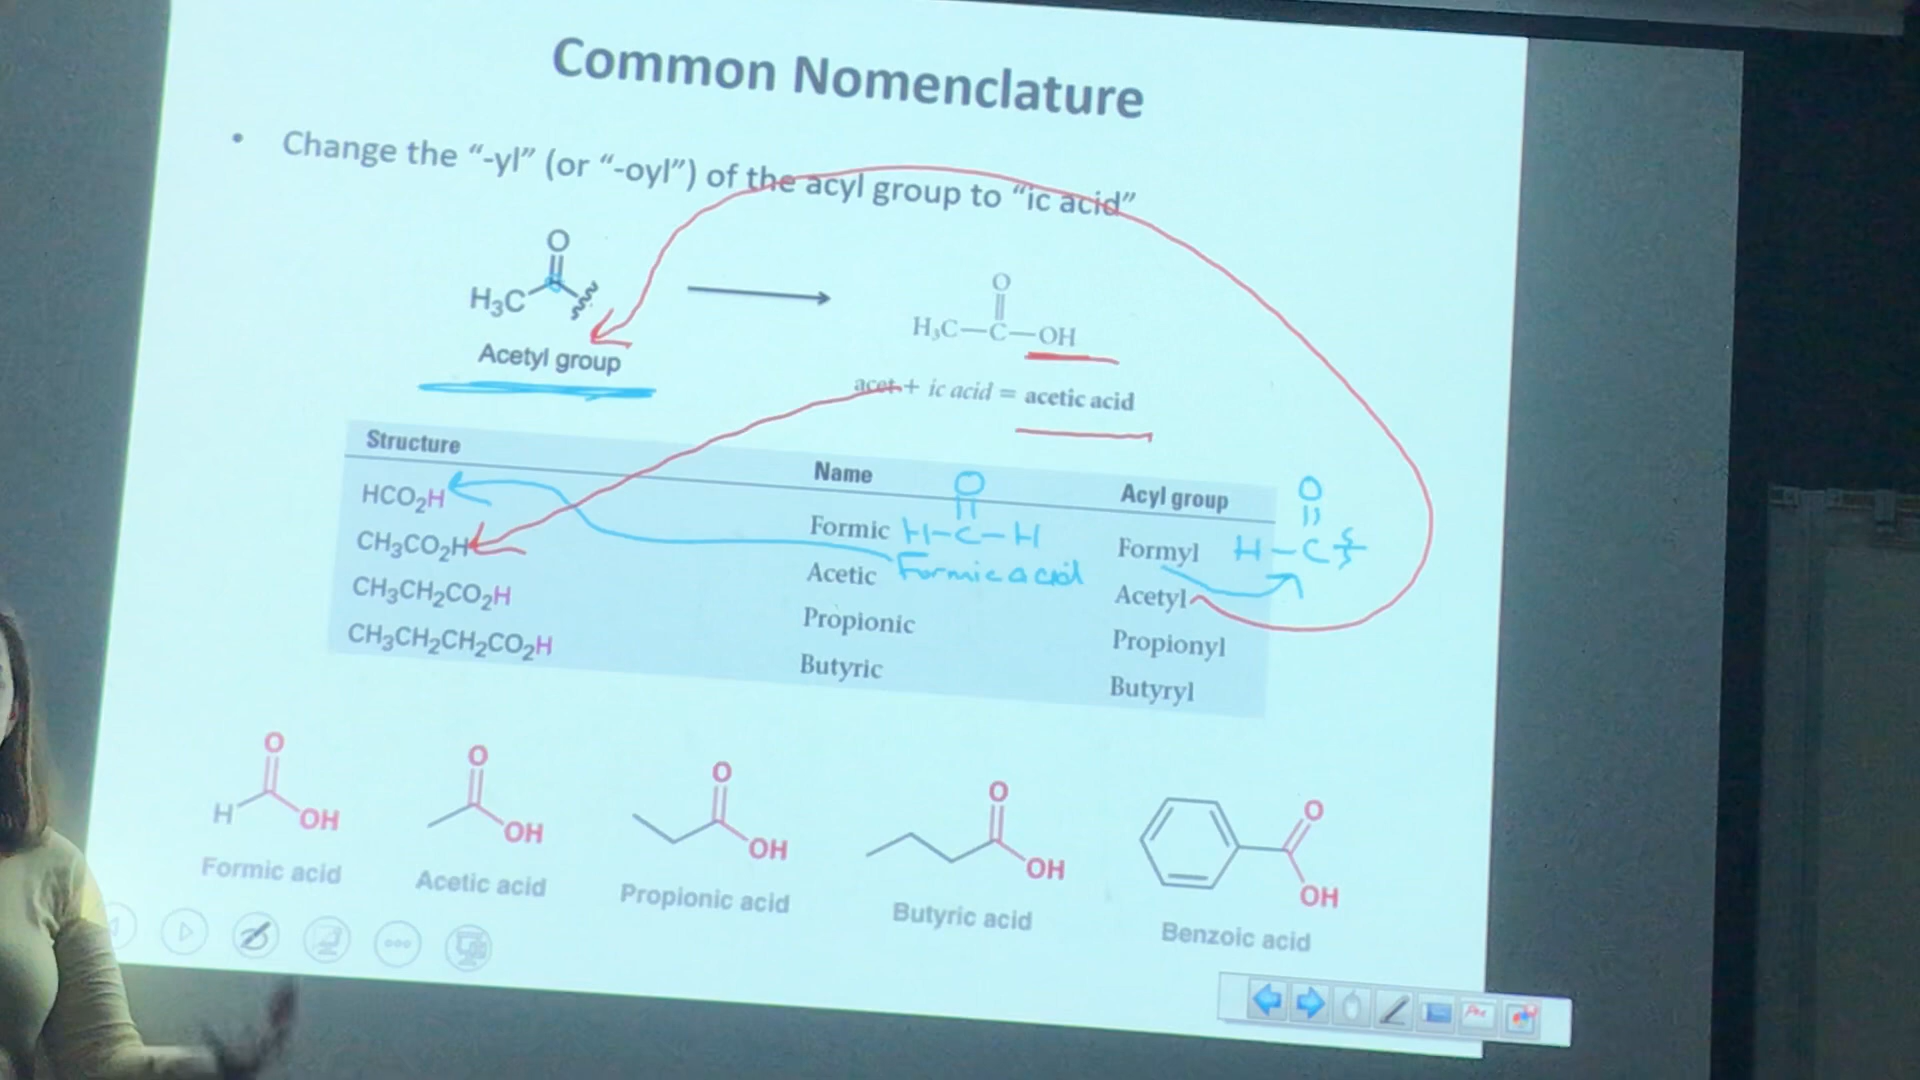 Common Nomenclature
• Change the “-yl” (or “-oyl”) of the acyl group to “ic acid”
O
H₃C
Acetyl group
O
H₃C—C—OH
acet + ic acid = acetic acid
Structure Name Acyl group
HCO₂H Formic Formyl
CH₃CO₂H Acetic Acetyl
CH₃CH₂CO₂H Propionic Propionyl
CH₃CH₂CH₂CO₂H Butyric Butyryl
O
H-C-H
Formic acid
O
H-C
O
H OH
Formic acid
O
OH
Acetic acid
O
OH
Propionic acid
O
OH
Butyric acid
O
OH
Benzoic acid